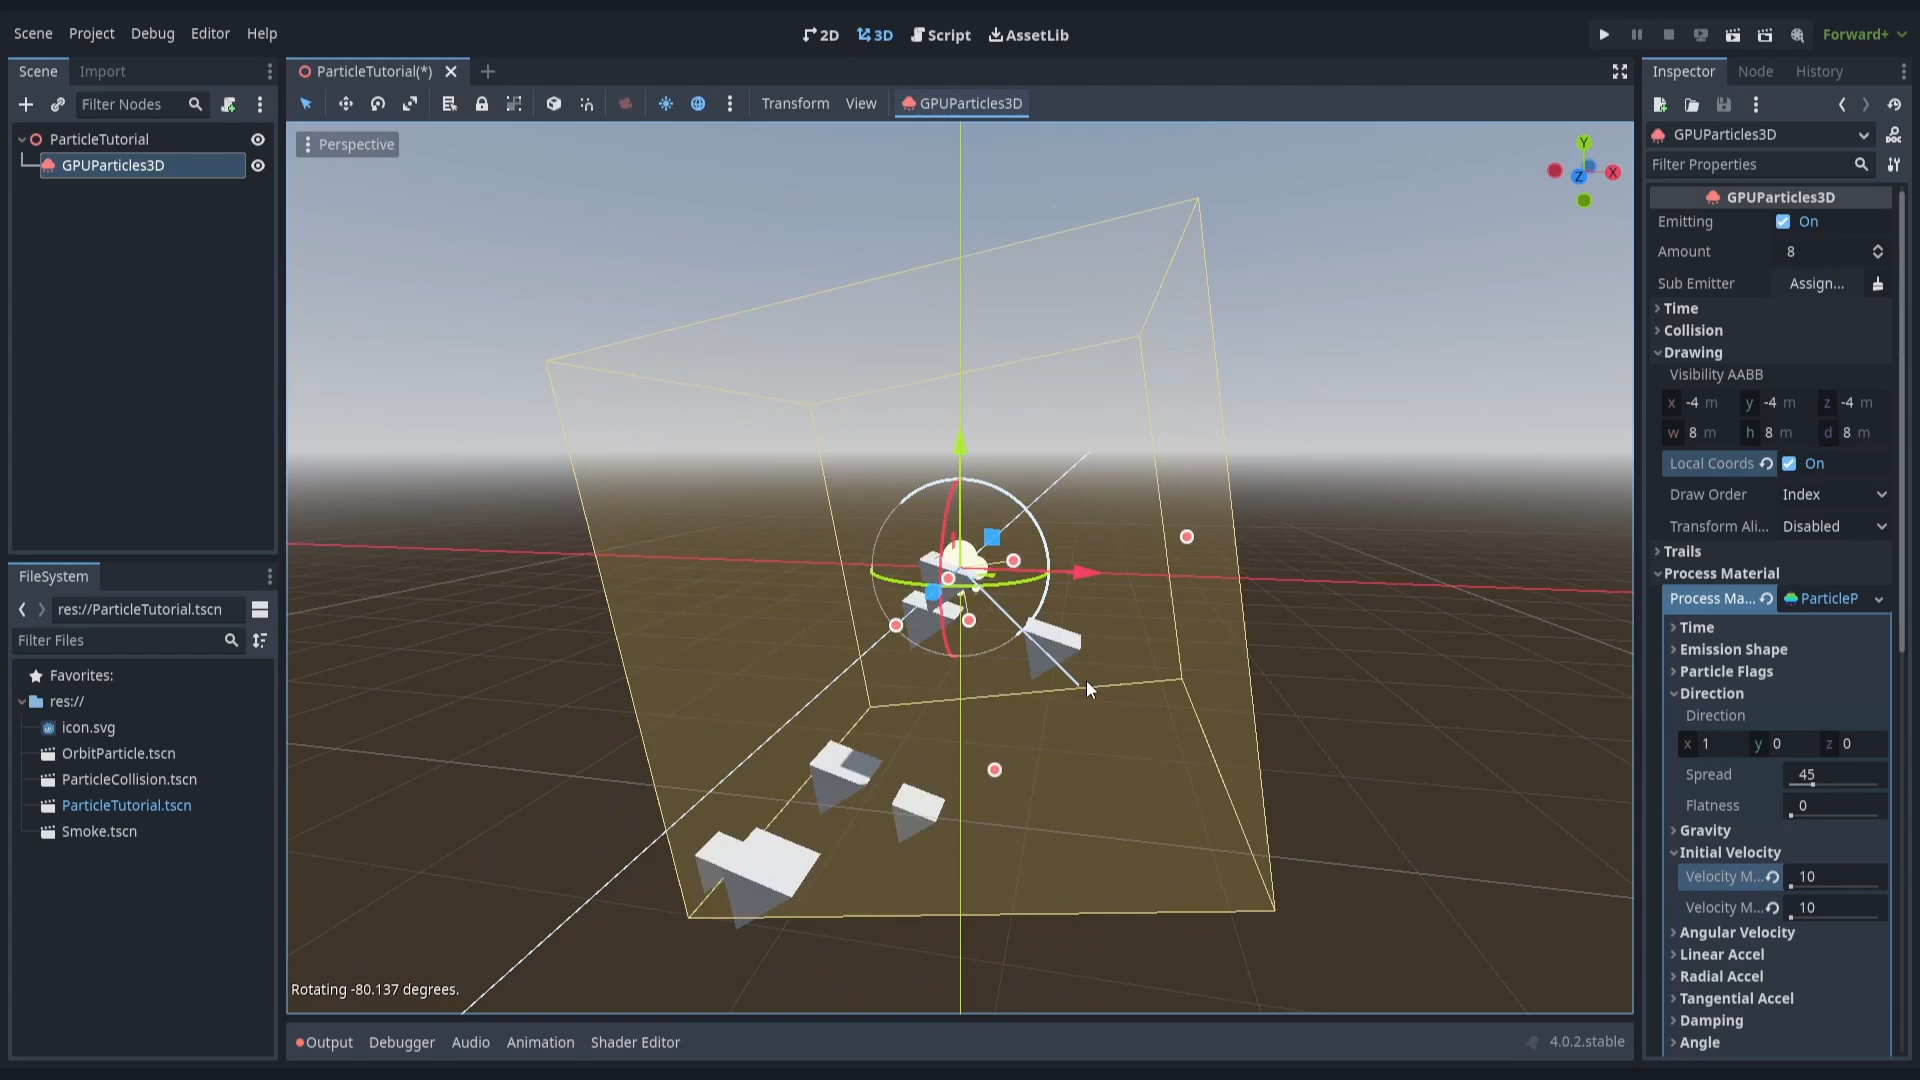 Scene Project Debug Editor Help
2D 3D Script AssetLib
Forward+
Scene Import
Filter Nodes
ParticleTutorial
GPUParticles3D
FileSystem
res://ParticleTutorial.tscn
Filter Files
Favorites:
res://
icon.svg
OrbitParticle.tscn
ParticleCollision.tscn
ParticleTutorial.tscn
Smoke.tscn
ParticleTutorial(*)
Transform View GPUParticles3D
Perspective
Y
Z X
Rotating -80.137 degrees.
Output Debugger Audio Animation Shader Editor
4.0.2.stable
Inspector Node History
GPUParticles3D
Filter Properties
GPUParticles3D
Emitting On
Amount 8
Sub Emitter Assign...
Time
Collision
Drawing
Visibility AABB
x -4 m y -4 m z -4 m
w 8 m h 8 m d 8 m
Local Coords On
Draw Order Index
Transform Ali... Disabled
Trails
Process Material
Process Ma... ParticleP
Time
Emission Shape
Particle Flags
Direction
Direction
x 1 y 0 z 0
Spread 45
Flatness 0
Gravity
Initial Velocity
Velocity M... 10
Velocity M... 10
Angular Velocity
Linear Accel
Radial Accel
Tangential Accel
Damping
Angle